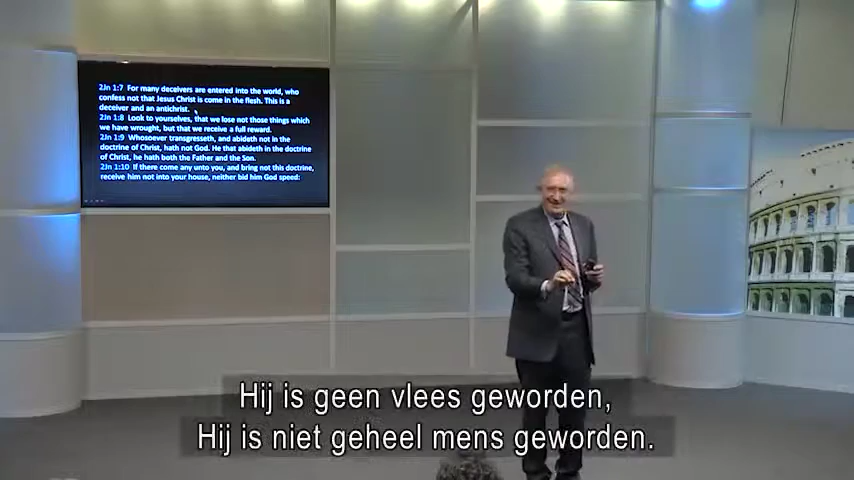 2Jn 1:7 For many deceivers are entered into the world, who
confess not that Jesus Christ is come in the flesh. This is a
deceiver and an antichrist.
2Jn 1:8 Look to yourselves, that we lose not those things which
we have wrought, but that we receive a full reward.
2Jn 1:9 Whosoever transgresseth, and abideth not in the
doctrine of Christ, hath not God. He that abideth in the doctrine
of Christ, he hath both the Father and the Son.
2Jn 1:10 If there come any unto you, and bring not this doctrine,
receive him not into your house, neither bid him God speed:
Hij is geen vlees geworden,
Hij is niet geheel mens geworden.